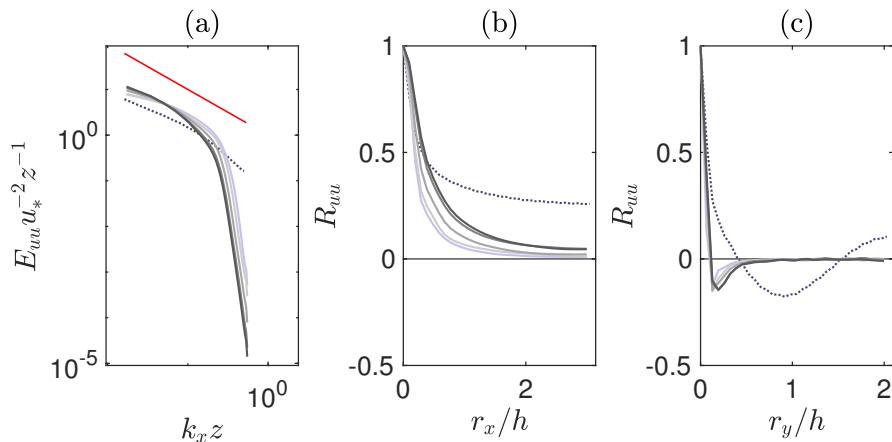 (a)
10^0
10^{-5}
E_{uu} u_*^{-2} z^{-1}
10^0
k_x z
(b)
1
0.5
0
-0.5
R_{uu}
0
2
r_x/h
(c)
1
0.5
0
-0.5
R_{uu}
0
1
2
r_y/h